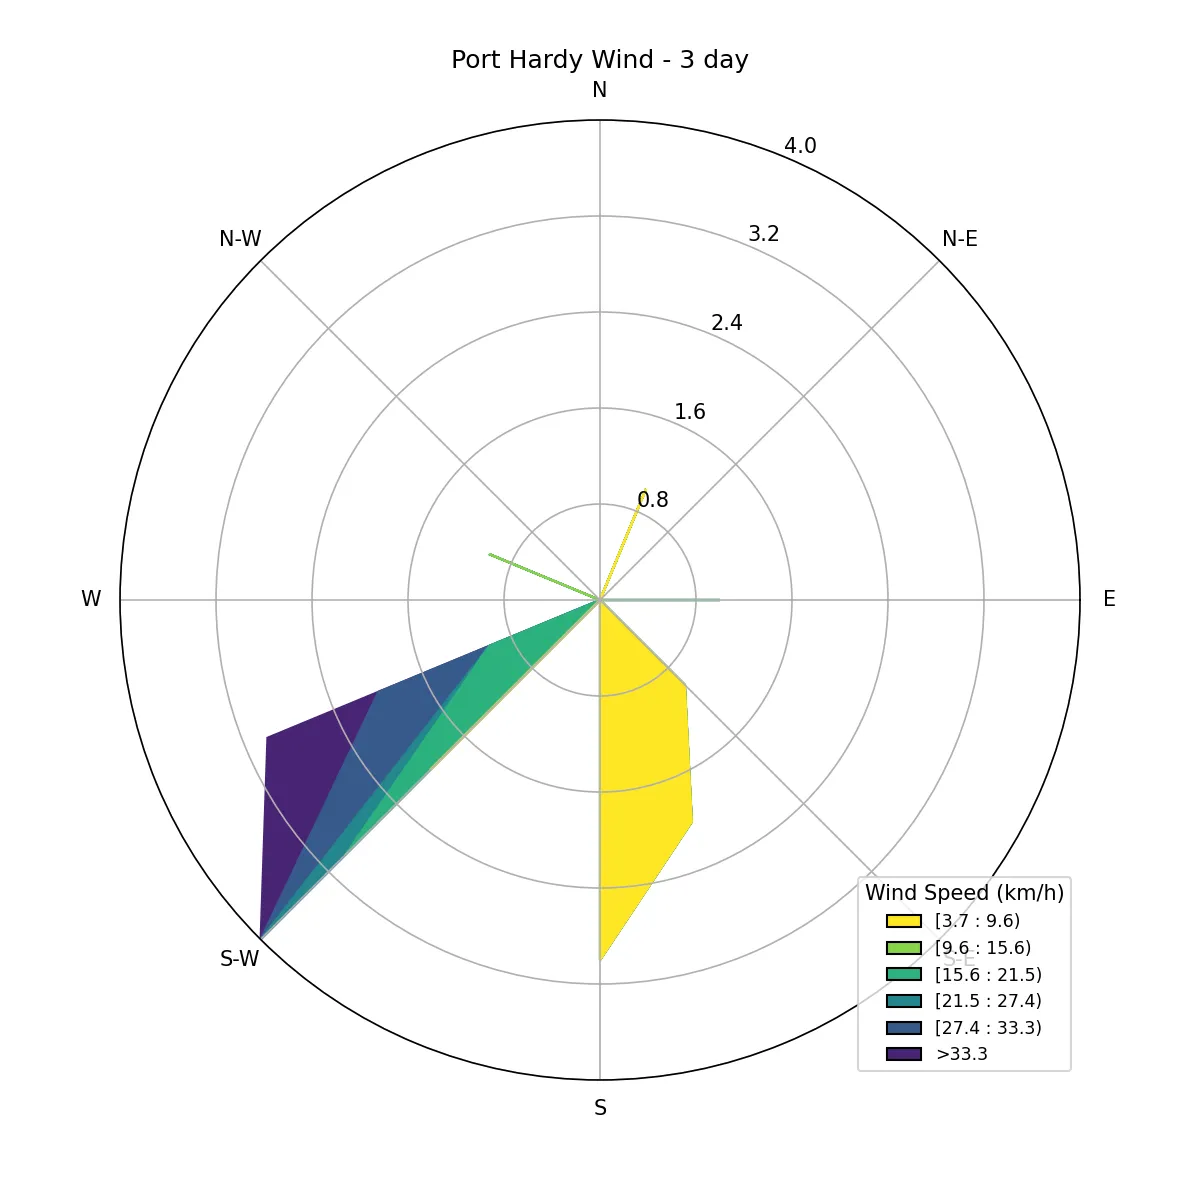 Port Hardy Wind - 3 day
N
4.0
N-W
3.2
N-E
2.4
1.6
0.8
W
E
Wind Speed (km/h)
[3.7 : 9.6)
[9.6 : 15.6)
S-W
S-E
[15.6 : 21.5)
[21.5 : 27.4)
[27.4 : 33.3)
>33.3
S